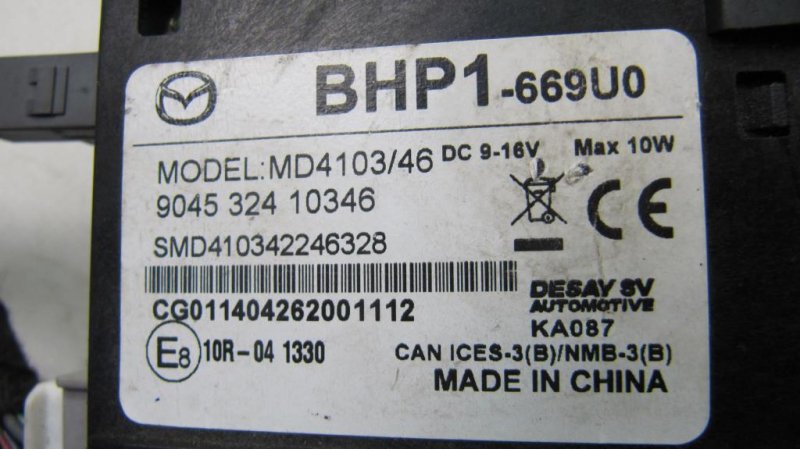 BHP1-669U0
MODEL:MD4103/46 DC 9-16V Max 10W
9045 324 10346
SMD410342246328
CG011404262001112
DESAY SV
AUTOMOTIVE
KA087
E8 10R-04 1330
CAN ICES-3(B)/NMB-3(B)
MADE IN CHINA
CE